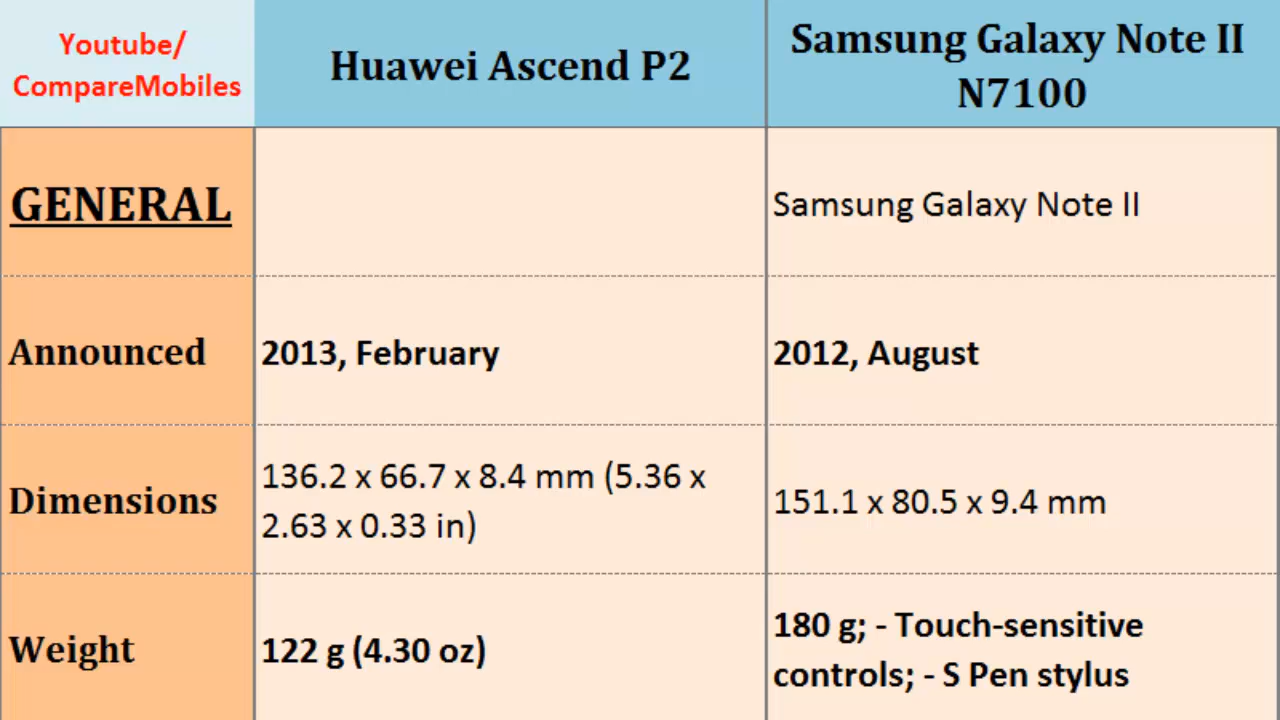 Youtube/
CompareMobiles
Huawei Ascend P2
Samsung Galaxy Note II
N7100
GENERAL
Samsung Galaxy Note II
Announced
2013, February
2012, August
Dimensions
136.2 x 66.7 x 8.4 mm (5.36 x
2.63 x 0.33 in)
151.1 x 80.5 x 9.4 mm
Weight
122 g (4.30 oz)
180 g; - Touch-sensitive
controls; - S Pen stylus